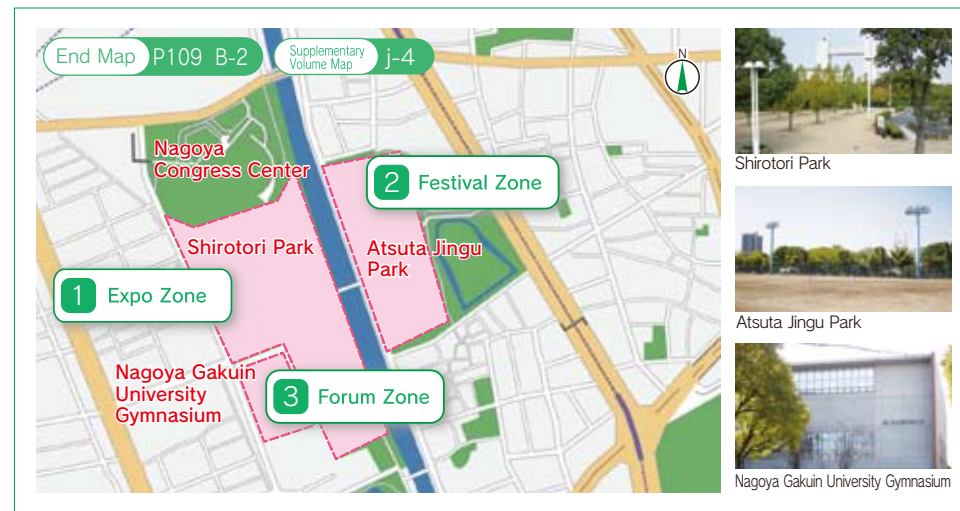 End Map P109 B-2
Supplementary
Volume Map j-4
N
Nagoya
Congress Center
2 Festival Zone
Shirotori Park
Atsuta Jingu
Park
1 Expo Zone
Nagoya Gakuin
University
Gymnasium
3 Forum Zone
Shirotori Park
Atsuta Jingu Park
Nagoya Gakuin University Gymnasium